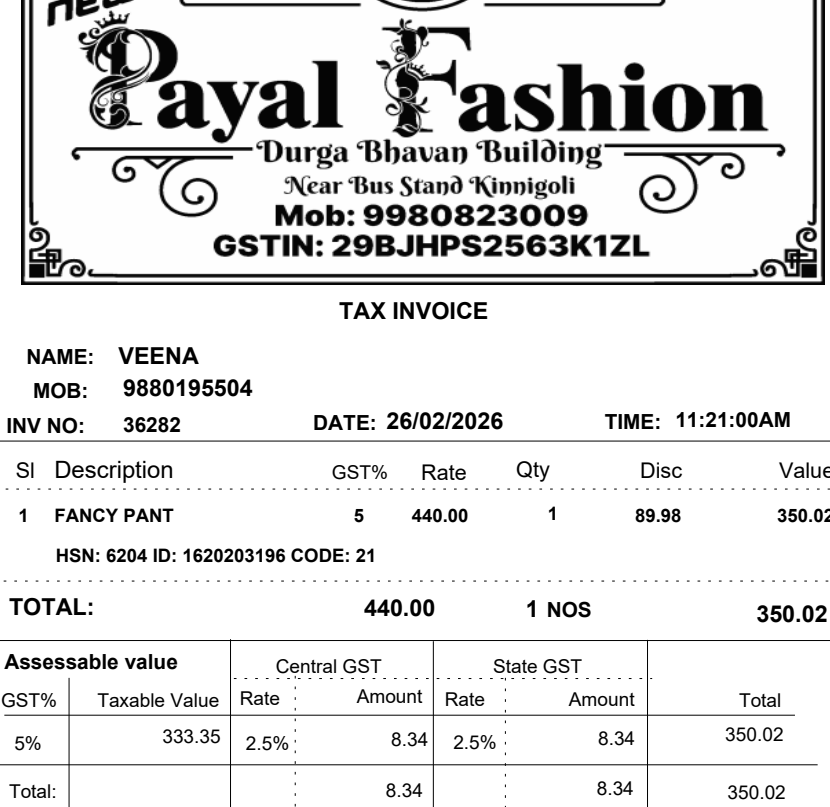 new
Payal Fashion
Durga Bhavan Building
Near Bus Stand Kinnigoli
Mob: 9980823009
GSTIN: 29BJHPS2563K1ZL
TAX INVOICE
NAME: VEENA
MOB: 9880195504
INV NO: 36282 DATE: 26/02/2026 TIME: 11:21:00AM
Sl Description GST% Rate Qty Disc Value
1 FANCY PANT 5 440.00 1 89.98 350.02
HSN: 6204 ID: 1620203196 CODE: 21
TOTAL: 440.00 1 NOS 350.02
Assessable value Central GST State GST
GST% Taxable Value Rate Amount Rate Amount Total
5% 333.35 2.5% 8.34 2.5% 8.34 350.02
Total: 8.34 8.34 350.02